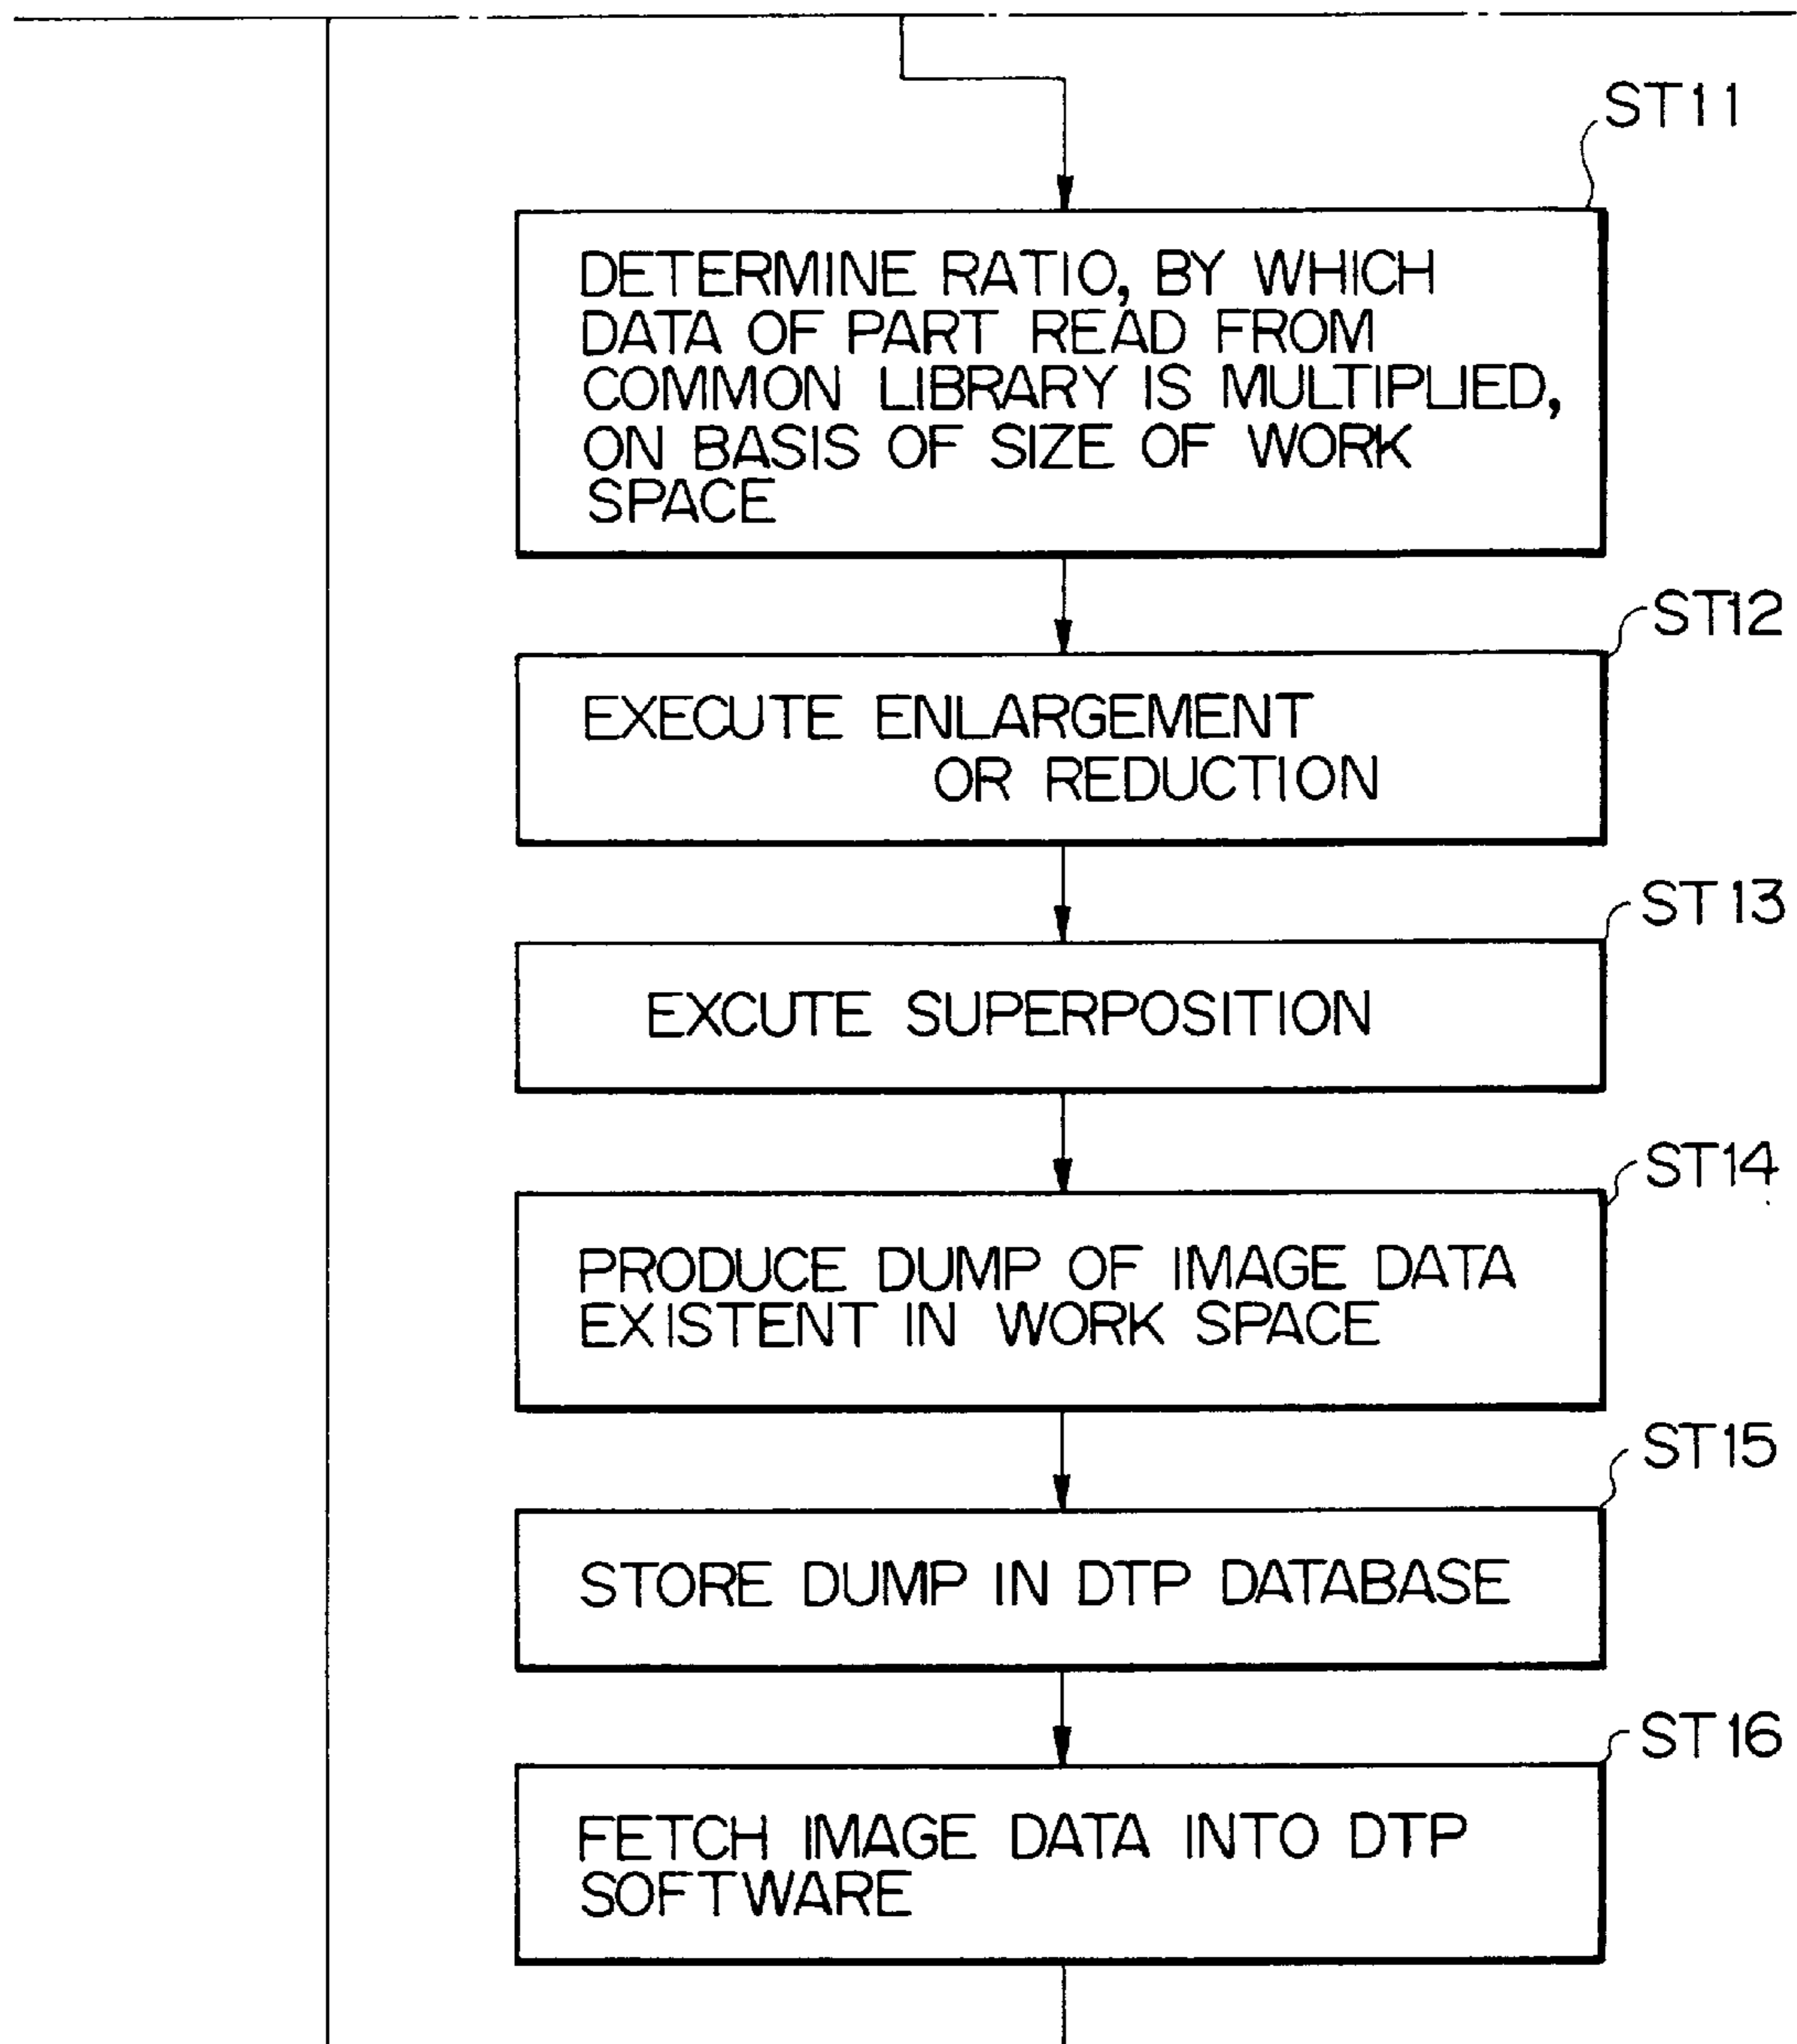 ST11
DETERMINE RATIO, BY WHICH
DATA OF PART READ FROM
COMMON LIBRARY IS MULTIPLIED,
ON BASIS OF SIZE OF WORK
SPACE
ST12
EXECUTE ENLARGEMENT
OR REDUCTION
ST13
EXCUTE SUPERPOSITION
ST14
PRODUCE DUMP OF IMAGE DATA
EXISTENT IN WORK SPACE
ST15
STORE DUMP IN DTP DATABASE
ST16
FETCH IMAGE DATA INTO DTP
SOFTWARE